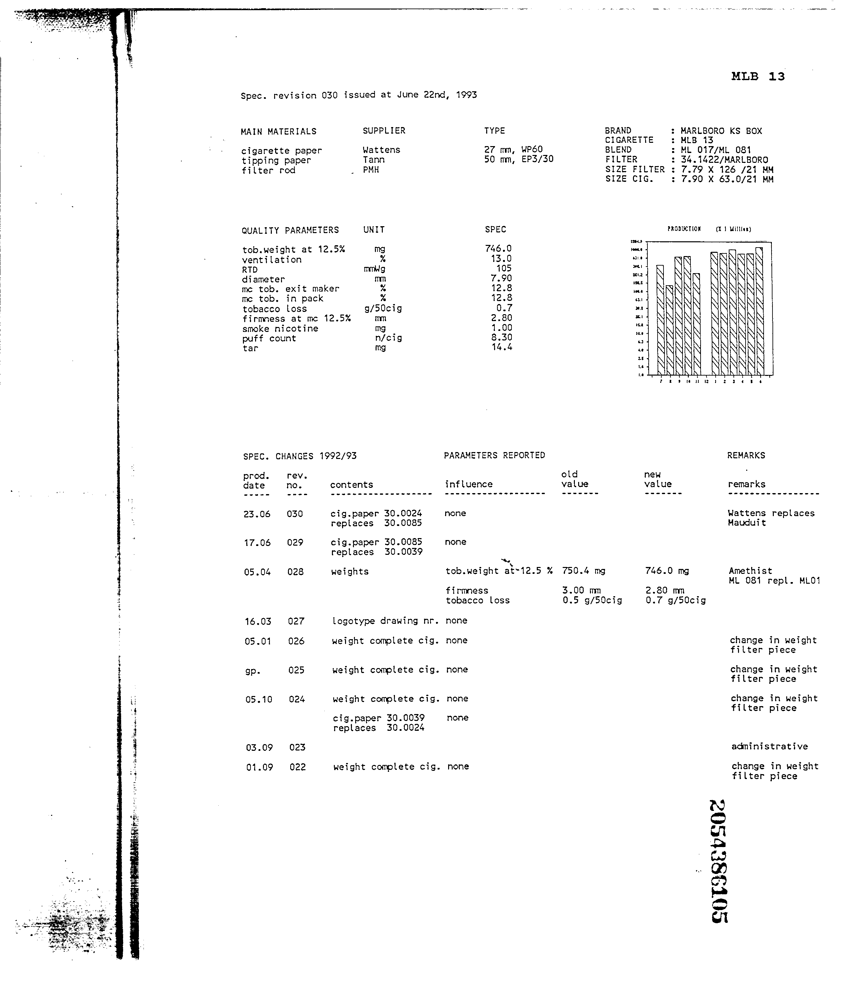 MLB 13
Spec. revision 030 issued at June 22nd, 1993
MAIN MATERIALS SUPPLIER TYPE
cigarette paper Wattens 27 mm, WP60
tipping paper Tann 50 mm, EP3/30
filter rod PMH
BRAND : MARLBORO KS BOX
CIGARETTE : MLB 13
BLEND : ML 017/ML 081
FILTER : 34.1422/MARLBORO
SIZE FILTER : 7.79 X 126 /21 MM
SIZE CIG. : 7.90 X 63.0/21 MM
QUALITY PARAMETERS UNIT SPEC
tob.weight at 12.5% mg 746.0
ventilation % 13.0
RTD mmWg 105
diameter mm 7.90
mc tob. exit maker % 12.8
mc tob. in pack % 12.8
tobacco loss g/50cig 0.7
firmness at mc 12.5% mm 2.80
smoke nicotine mg 1.00
puff count n/cig 8.30
tar mg 14.4
PRODUCTION (X 1 Million)
7 8 9 10 11 12 1 2 3 4 5 6
SPEC. CHANGES 1992/93 PARAMETERS REPORTED REMARKS
prod. rev. old new
date no. contents influence value value remarks
23.06 030 cig.paper 30.0024 none Wattens replaces
replaces 30.0085 Mauduit
17.06 029 cig.paper 30.0085 none
replaces 30.0039
05.04 028 weights tob.weight at 12.5 % 750.4 mg 746.0 mg Amethist
ML 081 repl. ML01
firmness 3.00 mm 2.80 mm
tobacco loss 0.5 g/50cig 0.7 g/50cig
16.03 027 logotype drawing nr. none
05.01 026 weight complete cig. none change in weight
filter piece
gp. 025 weight complete cig. none change in weight
filter piece
05.10 024 weight complete cig. none change in weight
filter piece
cig.paper 30.0039 none
replaces 30.0024
03.09 023 administrative
01.09 022 weight complete cig. none change in weight
filter piece
2054386105